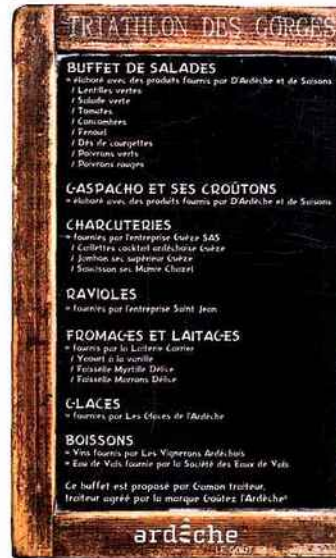 TRIATHLON DES GORGES
BUFFET DE SALADES
= élaboré avec des produits fournis par D'Ardèche et de Saisons
/ Lentilles vertes
/ Salade verte
/ Tomates
/ Concombres
/ Fenouil
/ Dés de courgettes
/ Poivrons verts
/ Poivrons rouges
GASPACHO ET SES CROÛTONS
= élaboré avec des produits fournis par D'Ardèche et de Saisons
CHARCUTERIES
= fournies par l'entreprise Guèze SAS
/ Caillettes cocktail ardéchoise Guèze
/ Jambon sec supérieur Guèze
/ Saucisson sec Mamie Chazel
RAVIOLES
= fournies par l'entreprise Saint Jean
FROMAGES ET LAITAGES
= fournis par la Laiterie Carrier
/ Yaourt à la vanille
/ Faisselle Myrtille Délice
/ Faisselle Marrons Délice
GLACES
= fournies par Les Glaces de l'Ardèche
BOISSONS
= Vins fournis par Les Vignerons Ardéchois
= Eau de Vals fournie par la Société des Eaux de Vals
Ce buffet est proposé par Gamon traiteur,
traiteur agréé par la marque Goûtez l'Ardèche®
ardèche
LE GOÛT